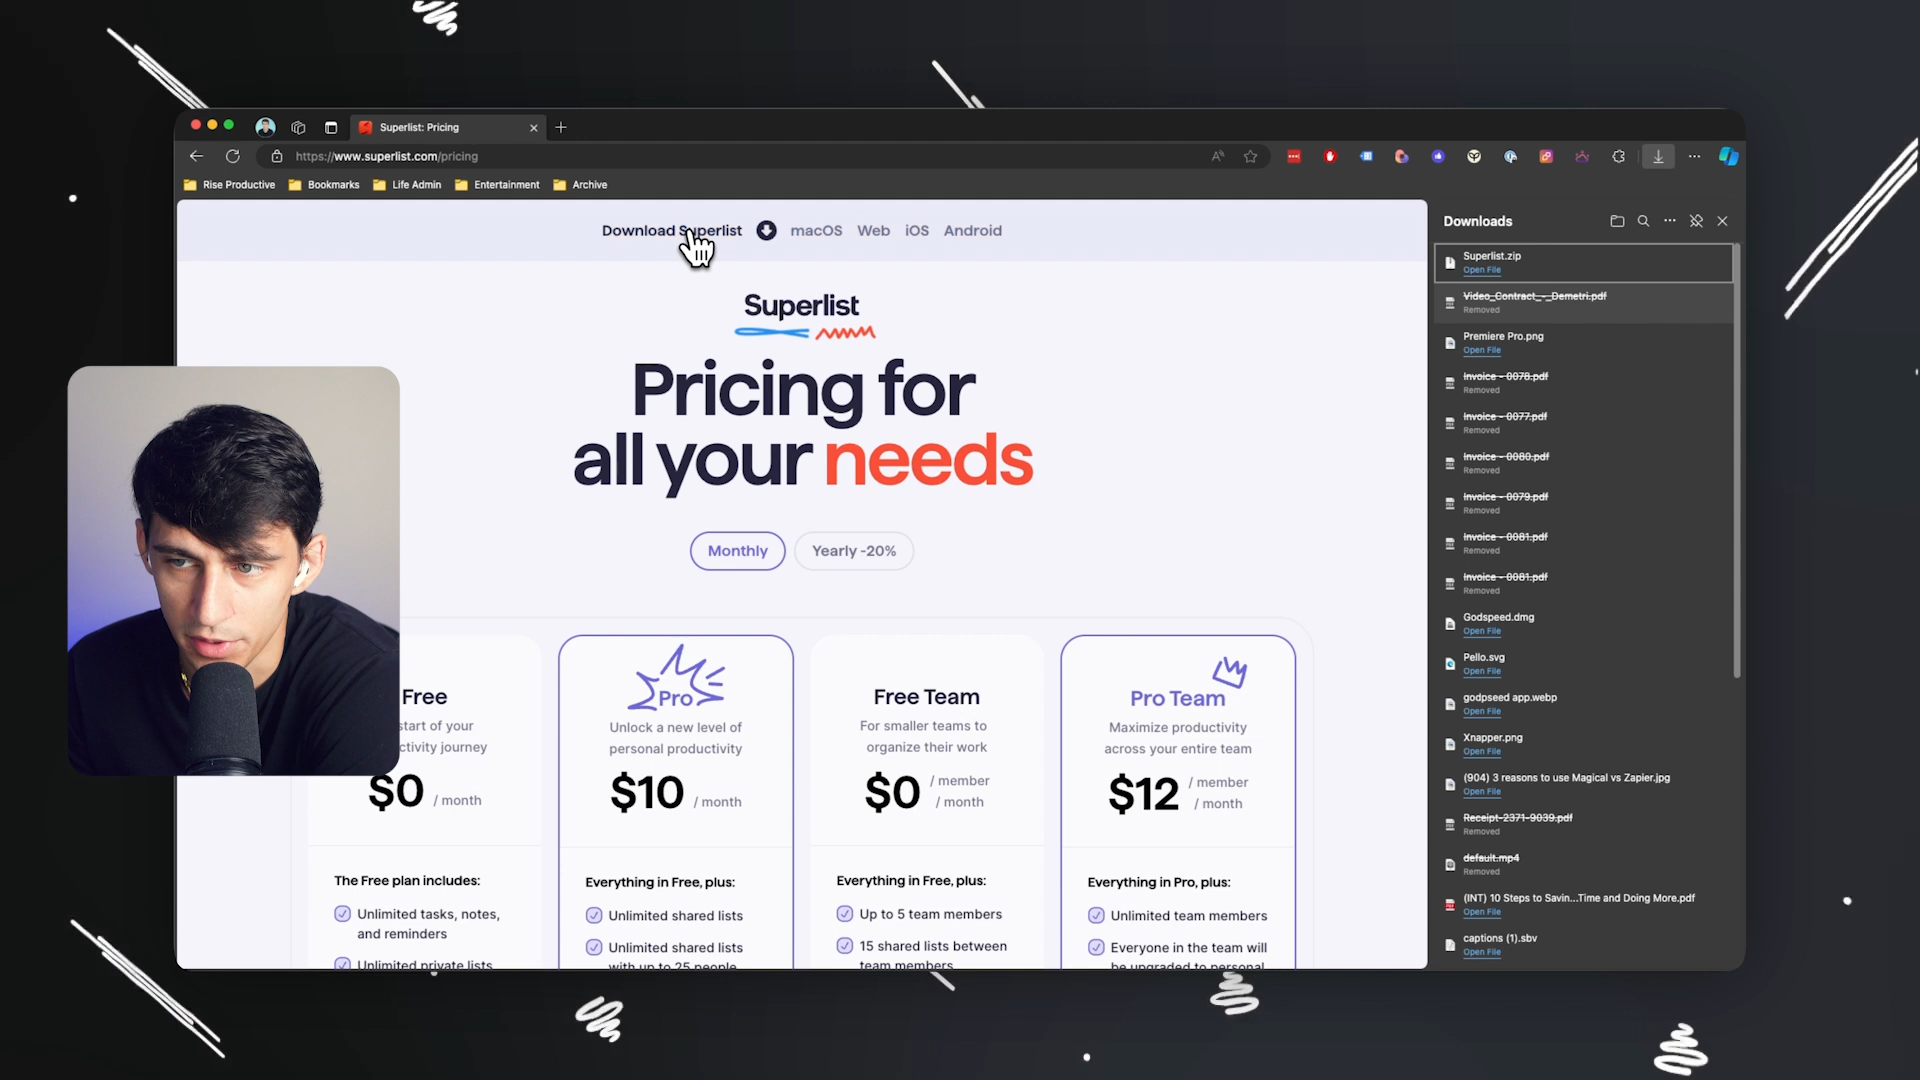 Superlist: Pricing
https://www.superlist.com/pricing
Rise Productive
Bookmarks
Life Admin
Entertainment
Archive
Download Superlist
macOS
Web
iOS
Android
Superlist
Pricing for
all your needs
Monthly
Yearly -20%
Free
start of your
ctivity journey
$0 / month
The Free plan includes:
Unlimited tasks, notes,
and reminders
Unlimited private lists
Pro
Unlock a new level of
personal productivity
$10 / month
Everything in Free, plus:
Unlimited shared lists
Unlimited shared lists
with up to 25 people
Free Team
For smaller teams to
organize their work
$0 / member
/ month
Everything in Free, plus:
Up to 5 team members
15 shared lists between
team members
Pro Team
Maximize productivity
across your entire team
$12 / member
/ month
Everything in Pro, plus:
Unlimited team members
Everyone in the team will
be upgraded to personal
Downloads
Superlist.zip
Open File
Video_Contract_-_Demetri.pdf
Removed
Premiere Pro.png
Open File
Invoice - 0078.pdf
Removed
Invoice - 0077.pdf
Removed
Invoice - 0080.pdf
Removed
Invoice - 0079.pdf
Removed
Invoice - 0081.pdf
Removed
Invoice - 0081.pdf
Removed
Godspeed.dmg
Open File
Pello.svg
Open File
godpseed app.webp
Open File
Xnapper.png
Open File
(904) 3 reasons to use Magical vs Zapier.jpg
Open File
Receipt-2371-9039.pdf
Removed
default.mp4
Removed
(INT) 10 Steps to Savin...Time and Doing More.pdf
Open File
captions (1).sbv
Open File